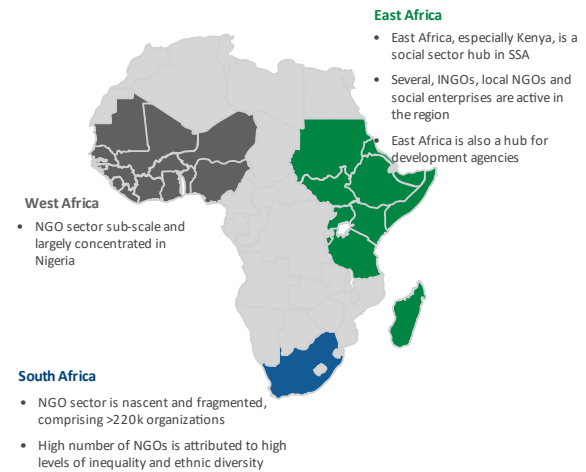 East Africa
• East Africa, especially Kenya, is a
social sector hub in SSA
• Several, INGOs, local NGOs and
social enterprises are active in
the region
• East Africa is also a hub for
development agencies
West Africa
• NGO sector sub-scale and
largely concentrated in
Nigeria
South Africa
• NGO sector is nascent and fragmented,
comprising >220k organizations
• High number of NGOs is attributed to high
levels of inequality and ethnic diversity